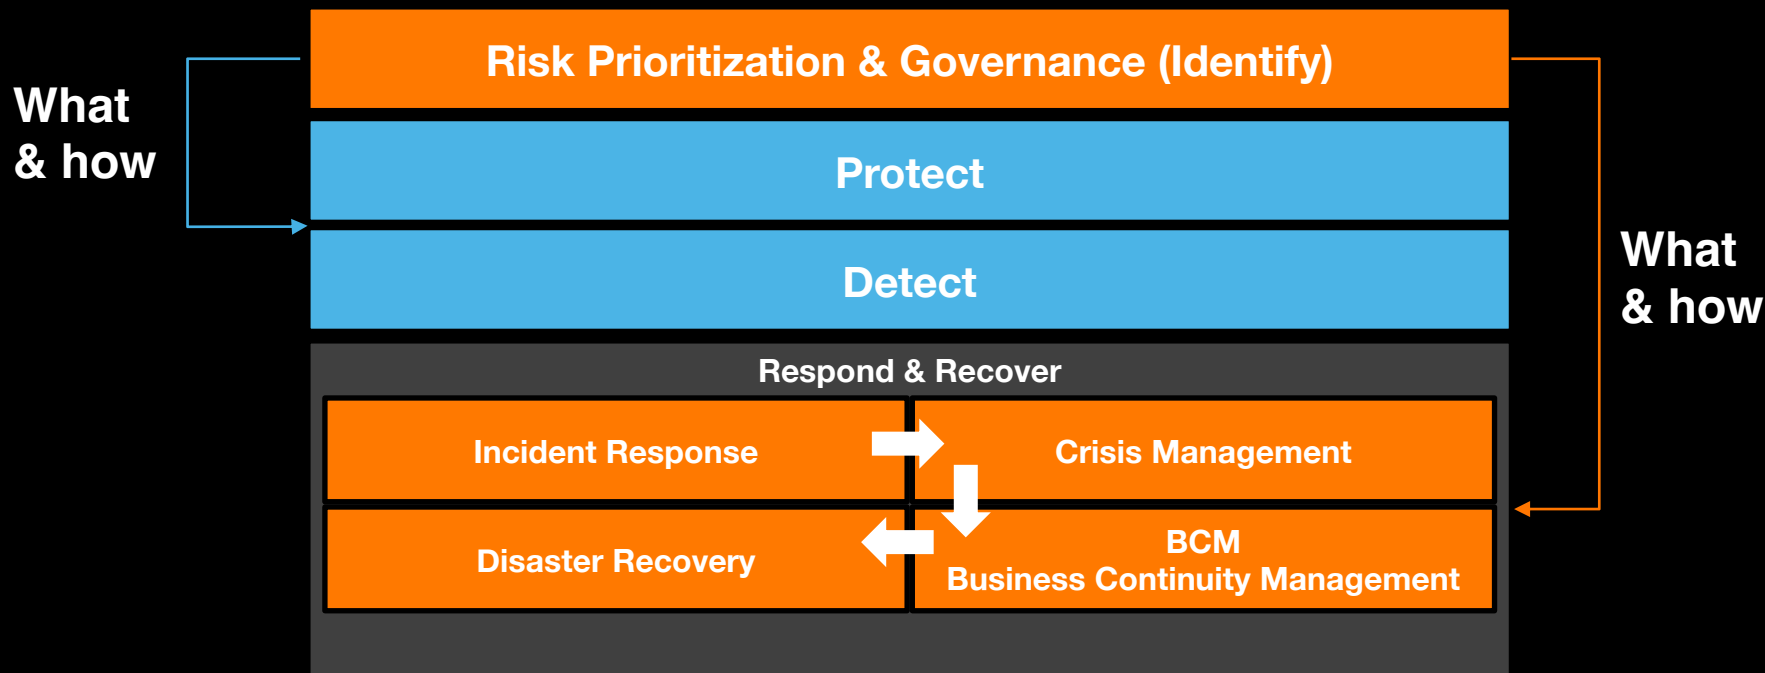 Risk Prioritization & Governance (Identify)
What
& how
Protect
Detect
What
& how
Respond & Recover
Incident Response
Crisis Management
Disaster Recovery
BCM
Business Continuity Management